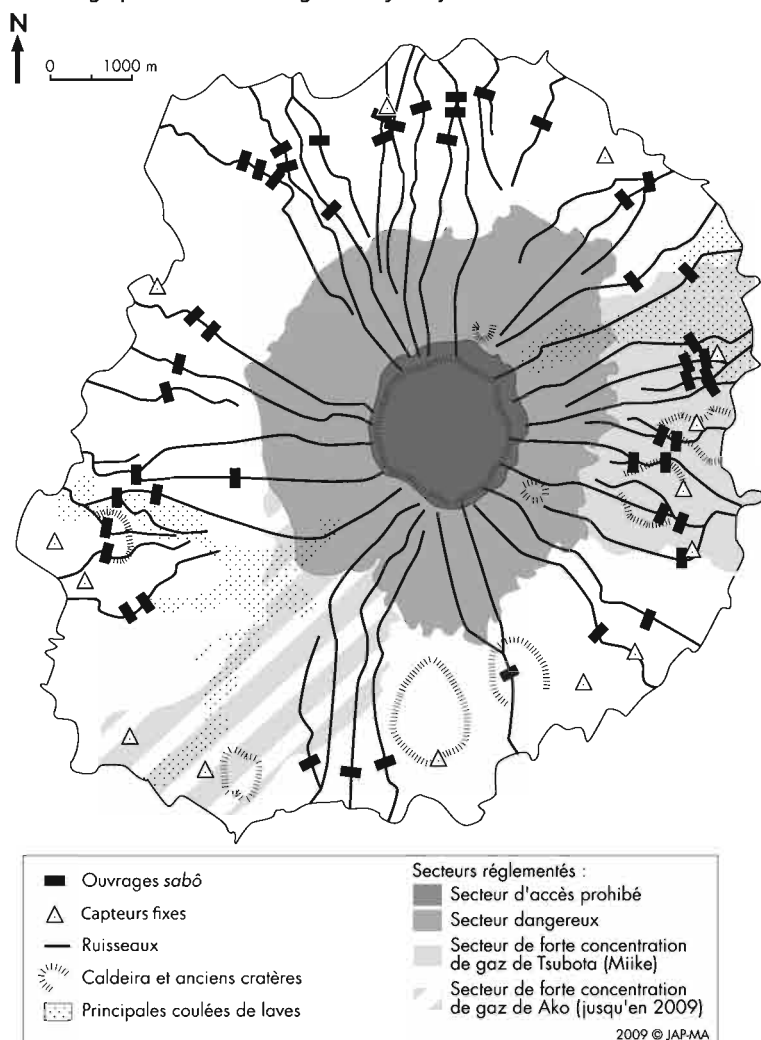 N
0 1000 m
Ouvrages sabô
Capteurs fixes
Ruisseaux
Caldeira et anciens cratères
Principales coulées de laves
Secteurs réglementés :
Secteur d'accès prohibé
Secteur dangereux
Secteur de forte concentration
de gaz de Tsubota (Miike)
Secteur de forte concentration
de gaz de Ako (jusqu'en 2009)
2009 © JAP-MA